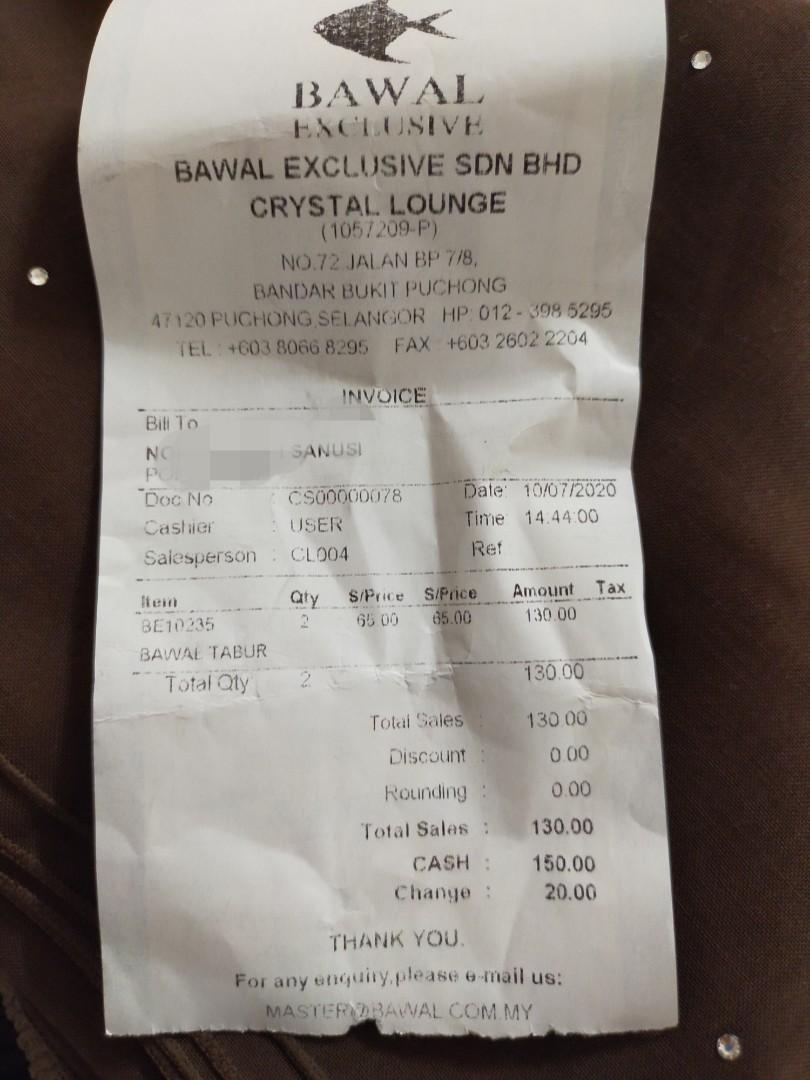 BAWAL
EXCLUSIVE
BAWAL EXCLUSIVE SDN BHD
CRYSTAL LOUNGE
(1057209-P)
NO.72 JALAN BP 7/8,
BANDAR BUKIT PUCHONG
47120 PUCHONG,SELANGOR HP: 012 - 398 5295
TEL : +603 8066 8295 FAX +603 2602 2204
INVOICE
Bill To
SANUSI
Doc No : CS00000078 Date: 10/07/2020
Cashier : USER Time 14:44:00
Salesperson : CL004 Ref
Item Qty S/Price S/Price Amount Tax
BE10235 2 65.00 65.00 130.00
BAWAL TABUR
Total Qty 2 130.00
Total Sales : 130.00
Discount : 0.00
Rounding : 0.00
Total Sales : 130.00
CASH : 150.00
Change : 20.00
THANK YOU.
For any enquiry,please e-mail us:
MASTER@BAWAL.COM.MY